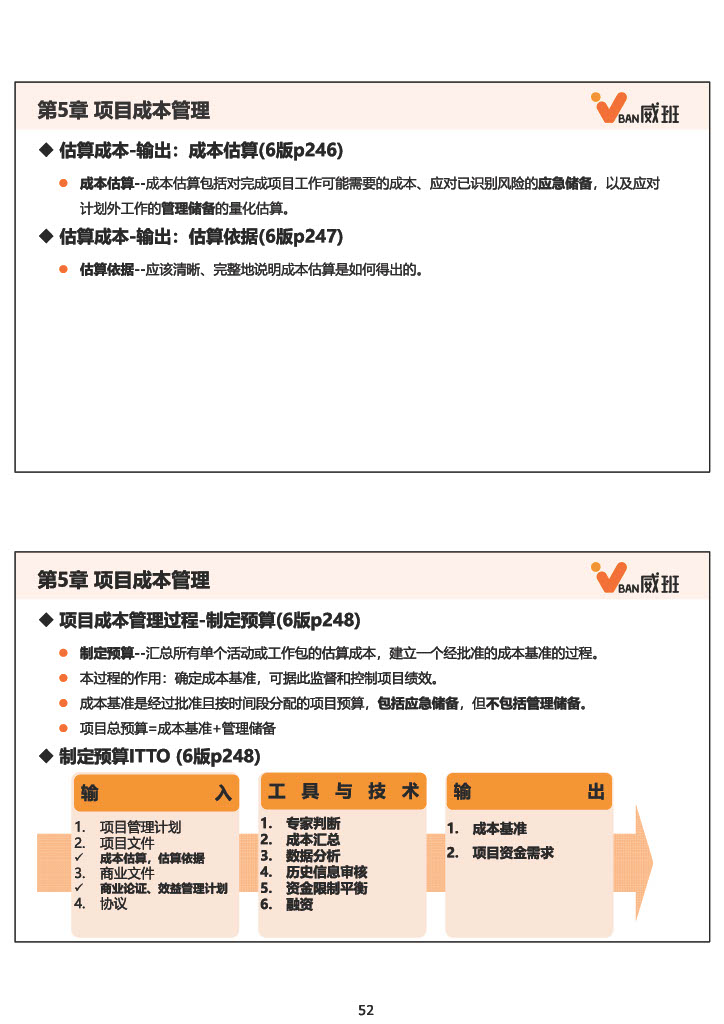 第5章 项目成本管理
BAN威班
◆ 估算成本-输出：成本估算(6版p246)
● 成本估算--成本估算包括对完成项目工作可能需要的成本、应对已识别风险的应急储备，以及应对
计划外工作的管理储备的量化估算。
◆ 估算成本-输出：估算依据(6版p247)
● 估算依据--应该清晰、完整地说明成本估算是如何得出的。
第5章 项目成本管理
BAN威班
◆ 项目成本管理过程-制定预算(6版p248)
● 制定预算--汇总所有单个活动或工作包的估算成本，建立一个经批准的成本基准的过程。
● 本过程的作用：确定成本基准，可据此监督和控制项目绩效。
● 成本基准是经过批准且按时间段分配的项目预算，包括应急储备，但不包括管理储备。
● 项目总预算=成本基准+管理储备
◆ 制定预算ITTO (6版p248)
输 入
1. 项目管理计划
2. 项目文件
✓ 成本估算，估算依据
3. 商业文件
✓ 商业论证、效益管理计划
4. 协议
工 具 与 技 术
1. 专家判断
2. 成本汇总
3. 数据分析
4. 历史信息审核
5. 资金限制平衡
6. 融资
输 出
1. 成本基准
2. 项目资金需求
52